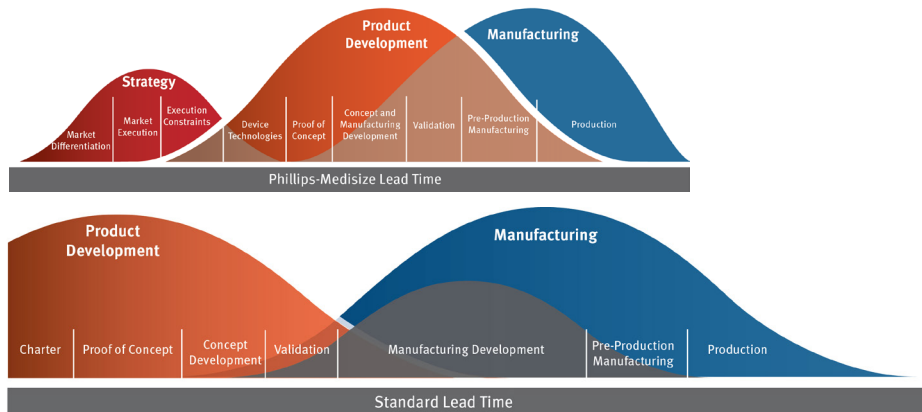 Product
Development
Manufacturing
Strategy
Market
Differentiation
Market
Execution
Execution
Constraints
Device
Technologies
Proof of
Concept
Concept and
Manufacturing
Development
Validation
Pre-Production
Manufacturing
Production
Phillips-Medisize Lead Time
Product
Development
Manufacturing
Charter
Proof of Concept
Concept
Development
Validation
Manufacturing Development
Pre-Production
Manufacturing
Production
Standard Lead Time